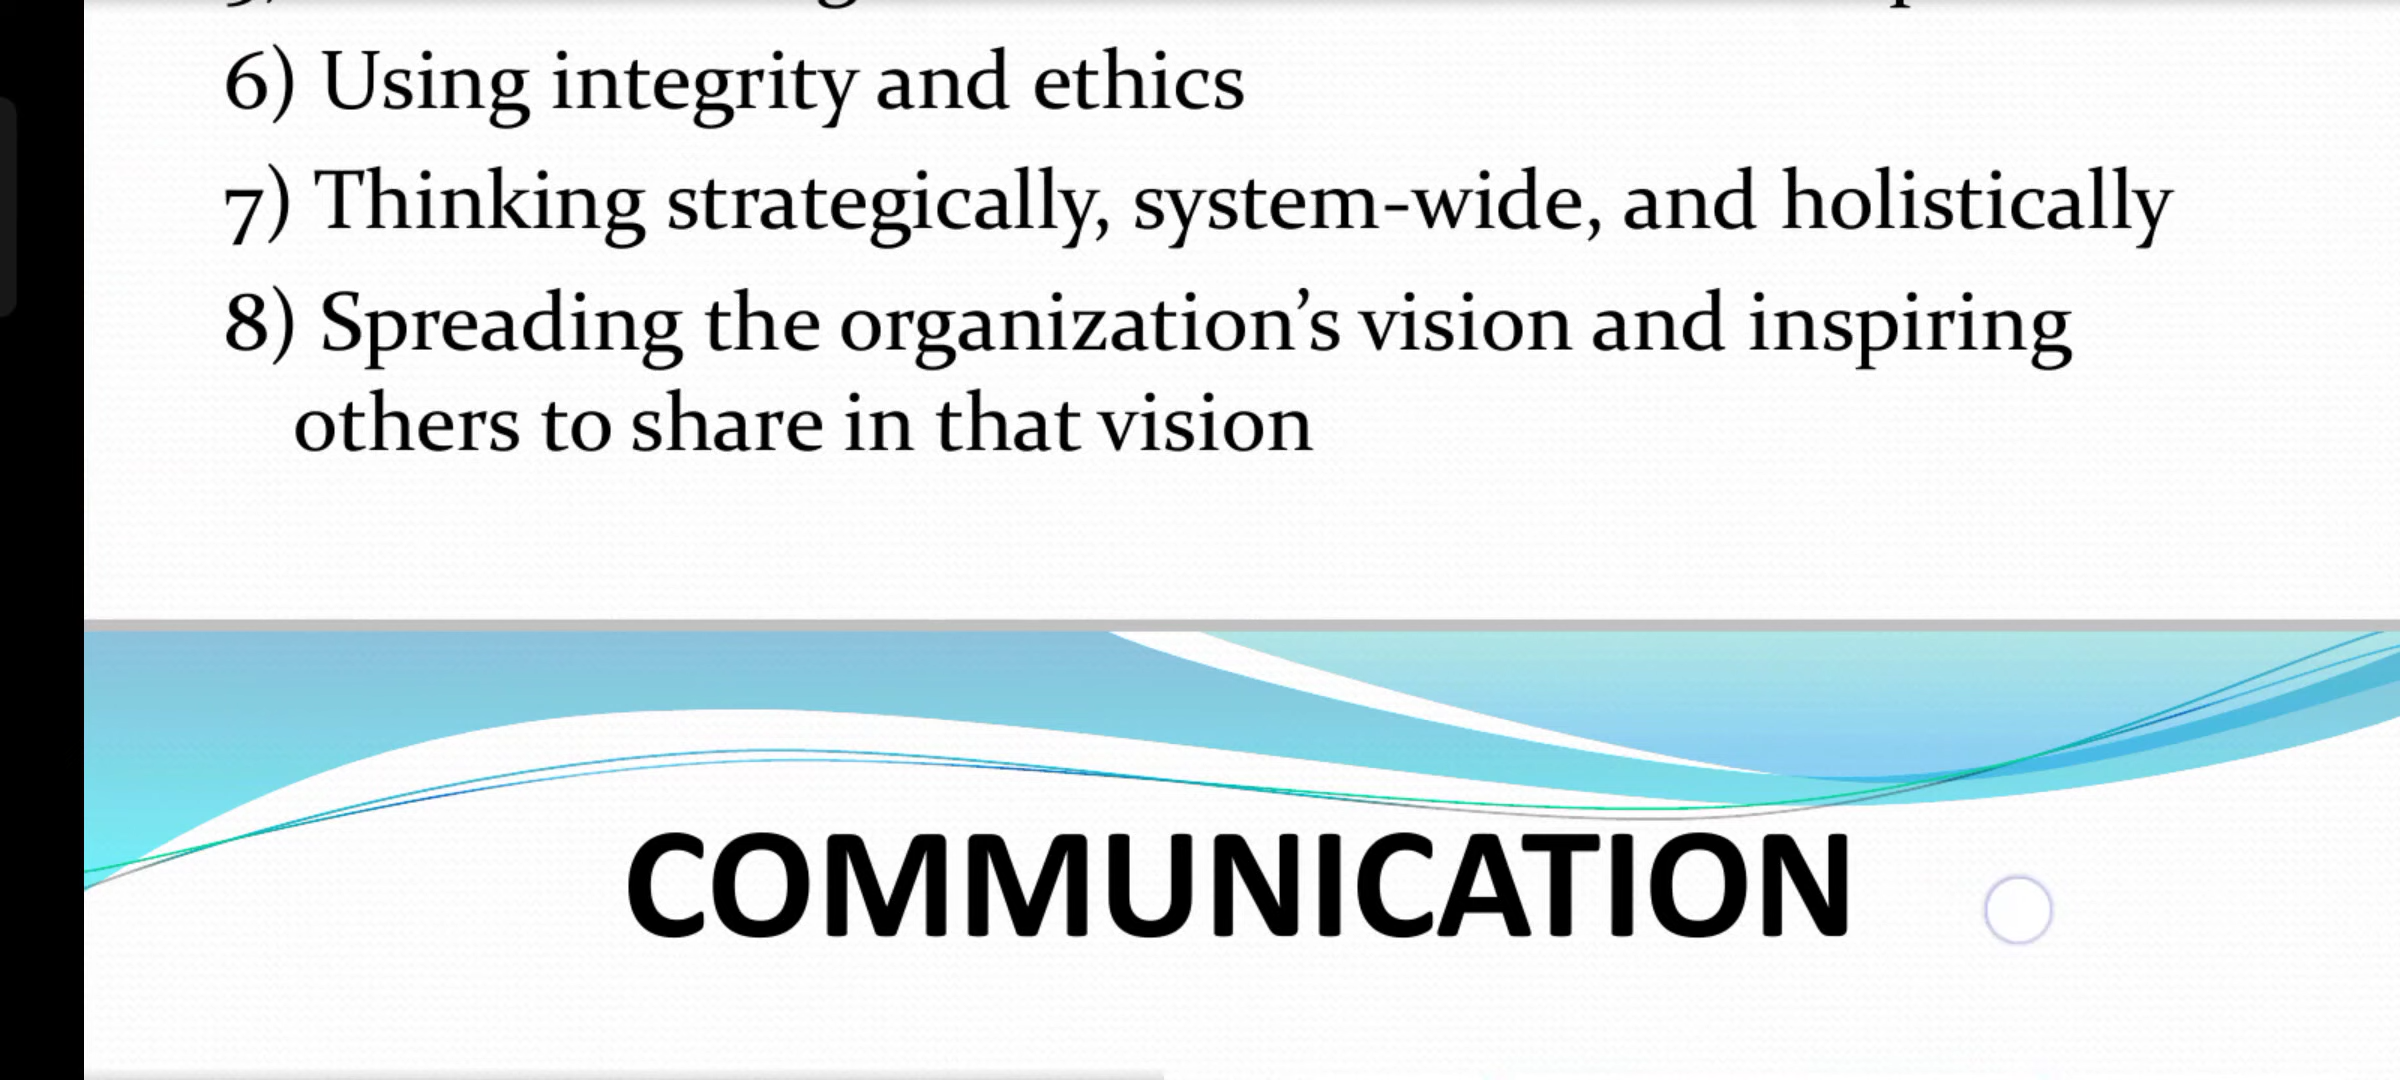 6) Using integrity and ethics
7) Thinking strategically, system-wide, and holistically
8) Spreading the organization’s vision and inspiring
others to share in that vision
COMMUNICATION